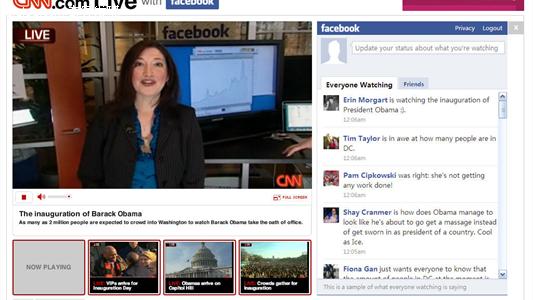 CNN.com Live with facebook
LIVE
facebook
CNN
FULL SCREEN
The inauguration of Barack Obama
As many as 2 million people are expected to crowd into Washington to watch Barack Obama take the oath of office.
NOW PLAYING
LIVE
VIPs arrive for
Inauguration Day
LIVE
Obamas arrive on
Capitol Hill
LIVE
Crowds gather for
inauguration
facebook Privacy Logout x
Update your status about what you're watching
Everyone Watching Friends
Erin Morgart is watching the inauguration of
President Obama :).
12:06am
Tim Taylor is in awe at how many people are in
DC.
12:06am
Pam Cipkowski was right: she's not getting
any work done!
12:06am
Shay Cranmer is how does Obama manage to
look like he's about to go get a massage instead
of get sworn in as president of a country. Cool
as Ice.
12:05am
Fiona Gan just wants everyone to know that
the amount of people in DC at the moment is
This is a sample of what everyone is saying